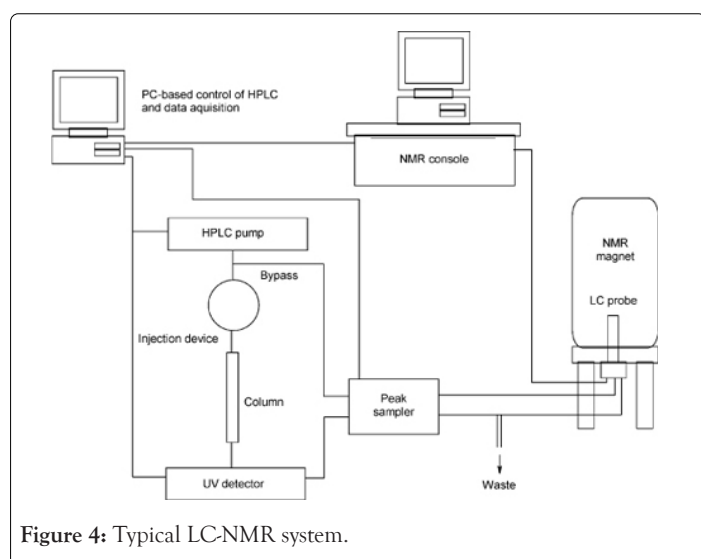 PC-based control of HPLC
and data aquisition
NMR console
HPLC pump
Bypass
Injection device
Column
UV detector
Peak
sampler
NMR
magnet
LC probe
Waste
Figure 4: Typical LC-NMR system.